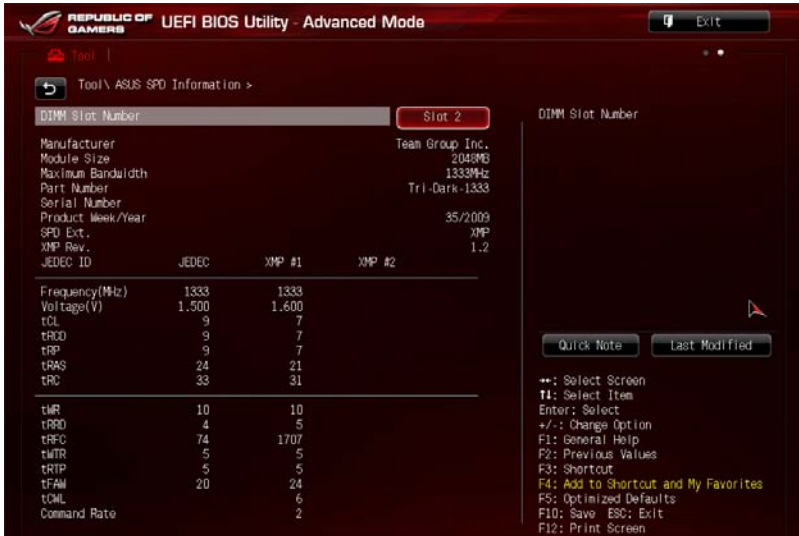 REPUBLIC OF GAMERS UEFI BIOS Utility - Advanced Mode Exit
Tool
Tool\ ASUS SPD Information >
DIMM Slot Number Slot 2 DIMM Slot Number
Manufacturer Team Group Inc.
Module Size 2048MB
Maximum Bandwidth 1333MHz
Part Number Tri-Dark-1333
Serial Number
Product Week/Year 35/2009
SPD Ext. XMP
XMP Rev. 1.2
JEDEC ID JEDEC XMP #1 XMP #2
Frequency(MHz) 1333 1333
Voltage(V) 1.500 1.600
tCL 9 7
tRCD 9 7
tRP 9 7
tRAS 24 21
tRC 33 31
tWR 10 10
tRRD 4 5
tRFC 74 1707
tWTR 5 5
tRTP 5 5
tFAW 20 24
tCWL 6
Command Rate 2
Quick Note Last Modified
→←: Select Screen
↑↓: Select Item
Enter: Select
+/-: Change Option
F1: General Help
F2: Previous Values
F3: Shortcut
F4: Add to Shortcut and My Favorites
F5: Optimized Defaults
F10: Save ESC: Exit
F12: Print Screen